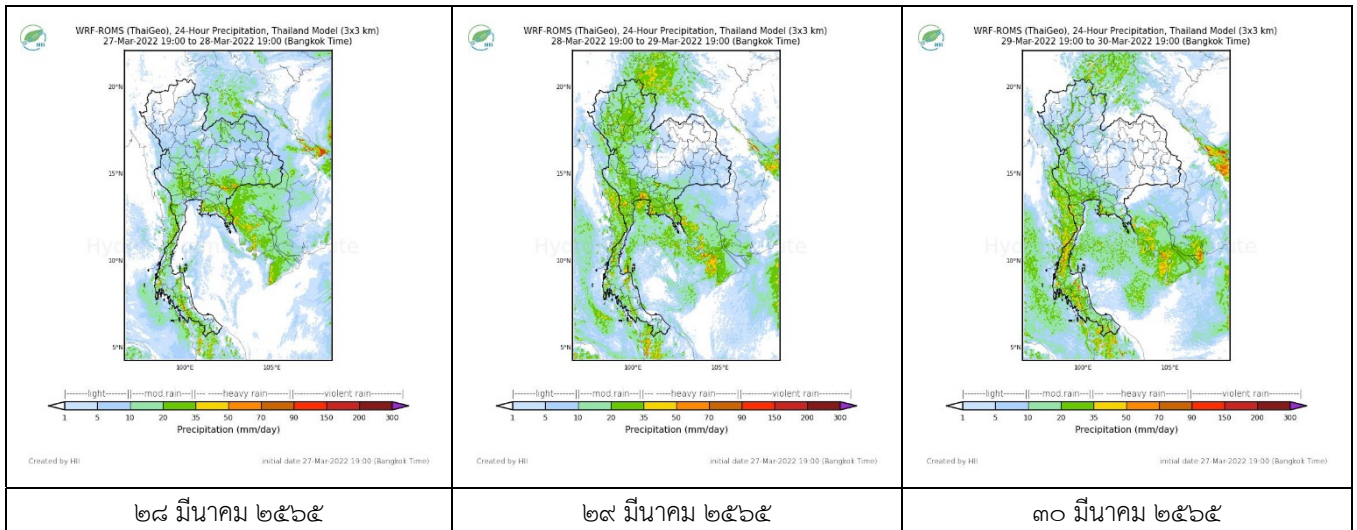 WRF-ROMS (ThaiGeo), 24-Hour Precipitation, Thailand Model (3x3 km)
27-Mar-2022 19:00 to 28-Mar-2022 19:00 (Bangkok Time)
HII
20°N
15°N
10°N
5°N
100°E 105°E
|-------light-------||----mod.rain---||--------heavy rain----------||----------violent rain----------|
1 5 10 20 35 50 70 90 150 200 300
Precipitation (mm/day)
Created by HII initial date 27-Mar-2022 19:00 (Bangkok Time)
๒๘ มีนาคม ๒๕๖๕
WRF-ROMS (ThaiGeo), 24-Hour Precipitation, Thailand Model (3x3 km)
28-Mar-2022 19:00 to 29-Mar-2022 19:00 (Bangkok Time)
HII
20°N
15°N
10°N
5°N
100°E 105°E
|-------light-------||----mod.rain---||--------heavy rain----------||----------violent rain----------|
1 5 10 20 35 50 70 90 150 200 300
Precipitation (mm/day)
Created by HII initial date 27-Mar-2022 19:00 (Bangkok Time)
๒๙ มีนาคม ๒๕๖๕
WRF-ROMS (ThaiGeo), 24-Hour Precipitation, Thailand Model (3x3 km)
29-Mar-2022 19:00 to 30-Mar-2022 19:00 (Bangkok Time)
HII
20°N
15°N
10°N
5°N
100°E 105°E
|-------light-------||----mod.rain---||--------heavy rain----------||----------violent rain----------|
1 5 10 20 35 50 70 90 150 200 300
Precipitation (mm/day)
Created by HII initial date 27-Mar-2022 19:00 (Bangkok Time)
๓๐ มีนาคม ๒๕๖๕